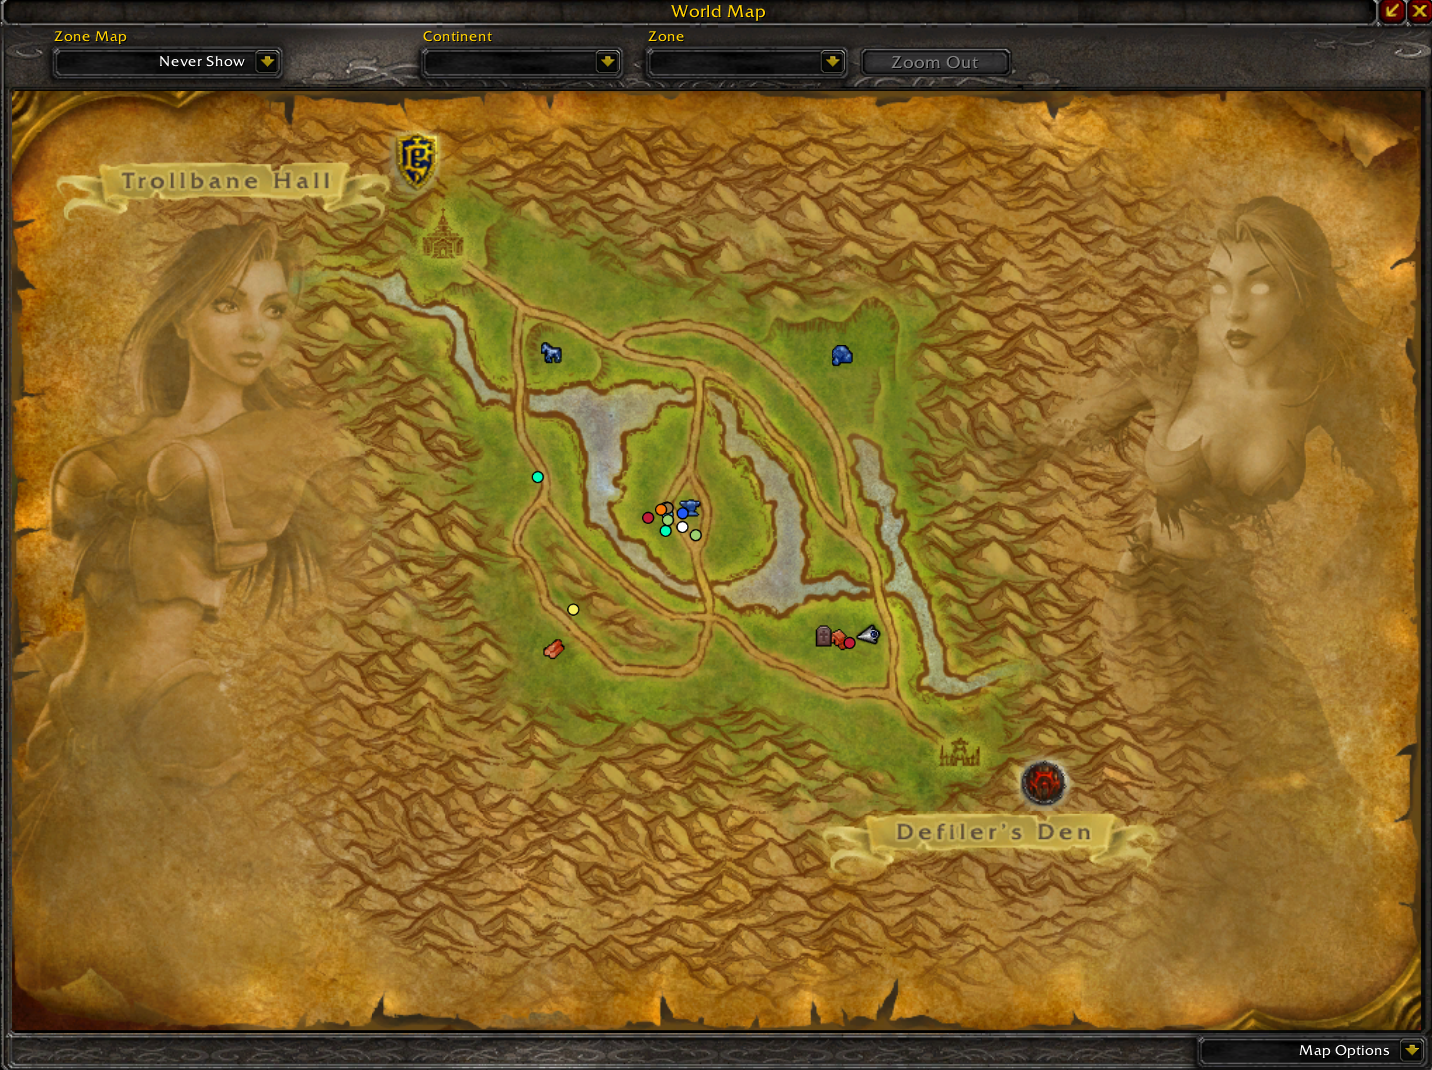 World Map
Zone Map
Continent
Zone
Never Show
Zoom Out
Trollbane Hall
Defiler's Den
Map Options